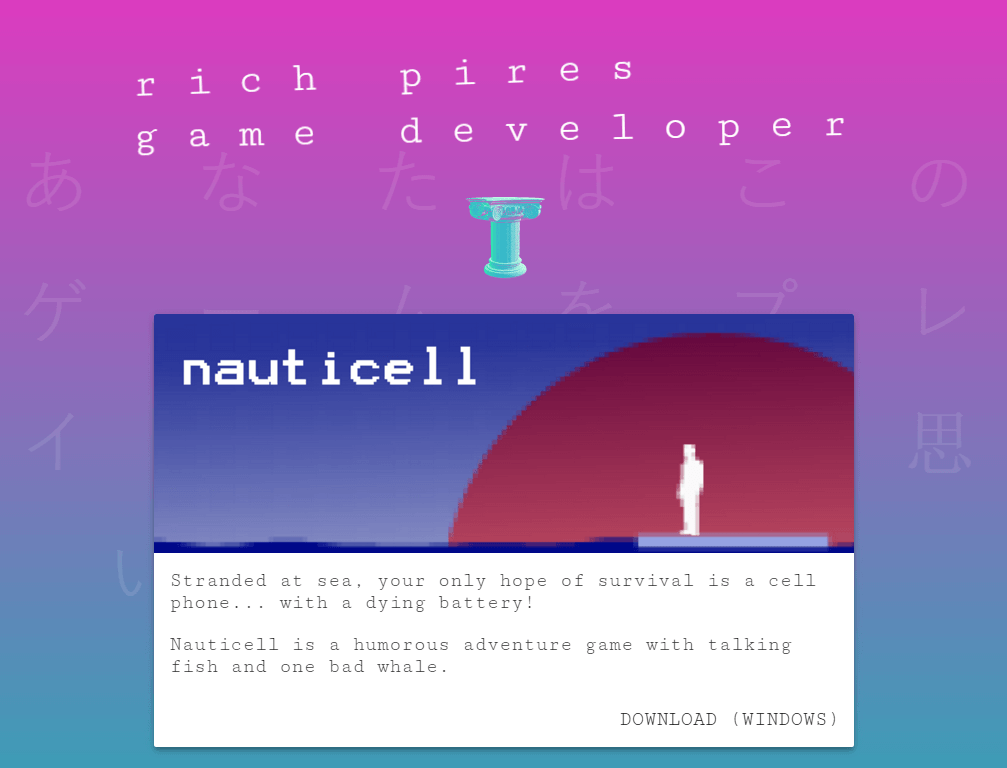 rich pires
game developer
あなたはこの
ゲームをプレ
イ 思
い
nauticell
Stranded at sea, your only hope of survival is a cell
phone... with a dying battery!
Nauticell is a humorous adventure game with talking
fish and one bad whale.
DOWNLOAD (WINDOWS)